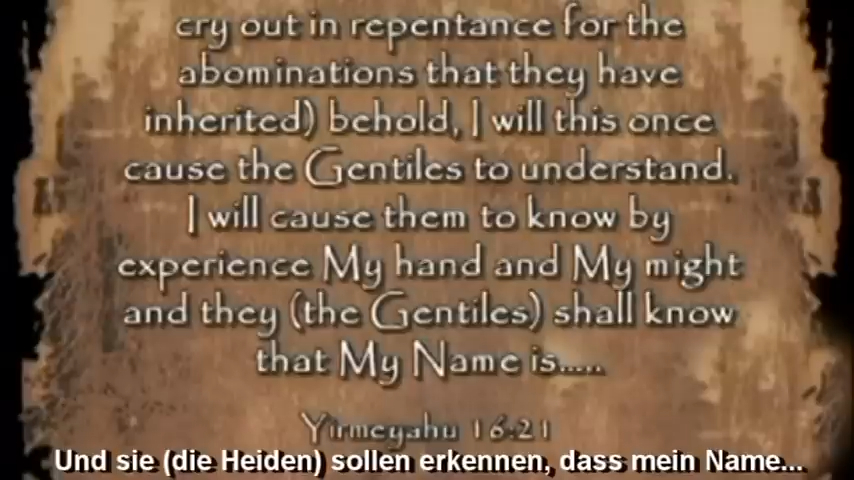 cry out in repentance for the
abominations that they have
inherited) behold, I will this once
cause the Gentiles to understand.
I will cause them to know by
experience My hand and My might
and they (the Gentiles) shall know
that My Name is.....
Yirmeyahu 16:21
Und sie (die Heiden) sollen erkennen, dass mein Name...